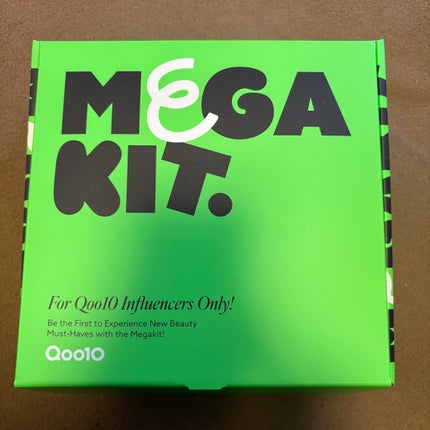 MEGA
KIT.
For Qoo10 Influencers Only!
Be the First to Experience New Beauty
Must-Haves with the Megakit!
Qoo10